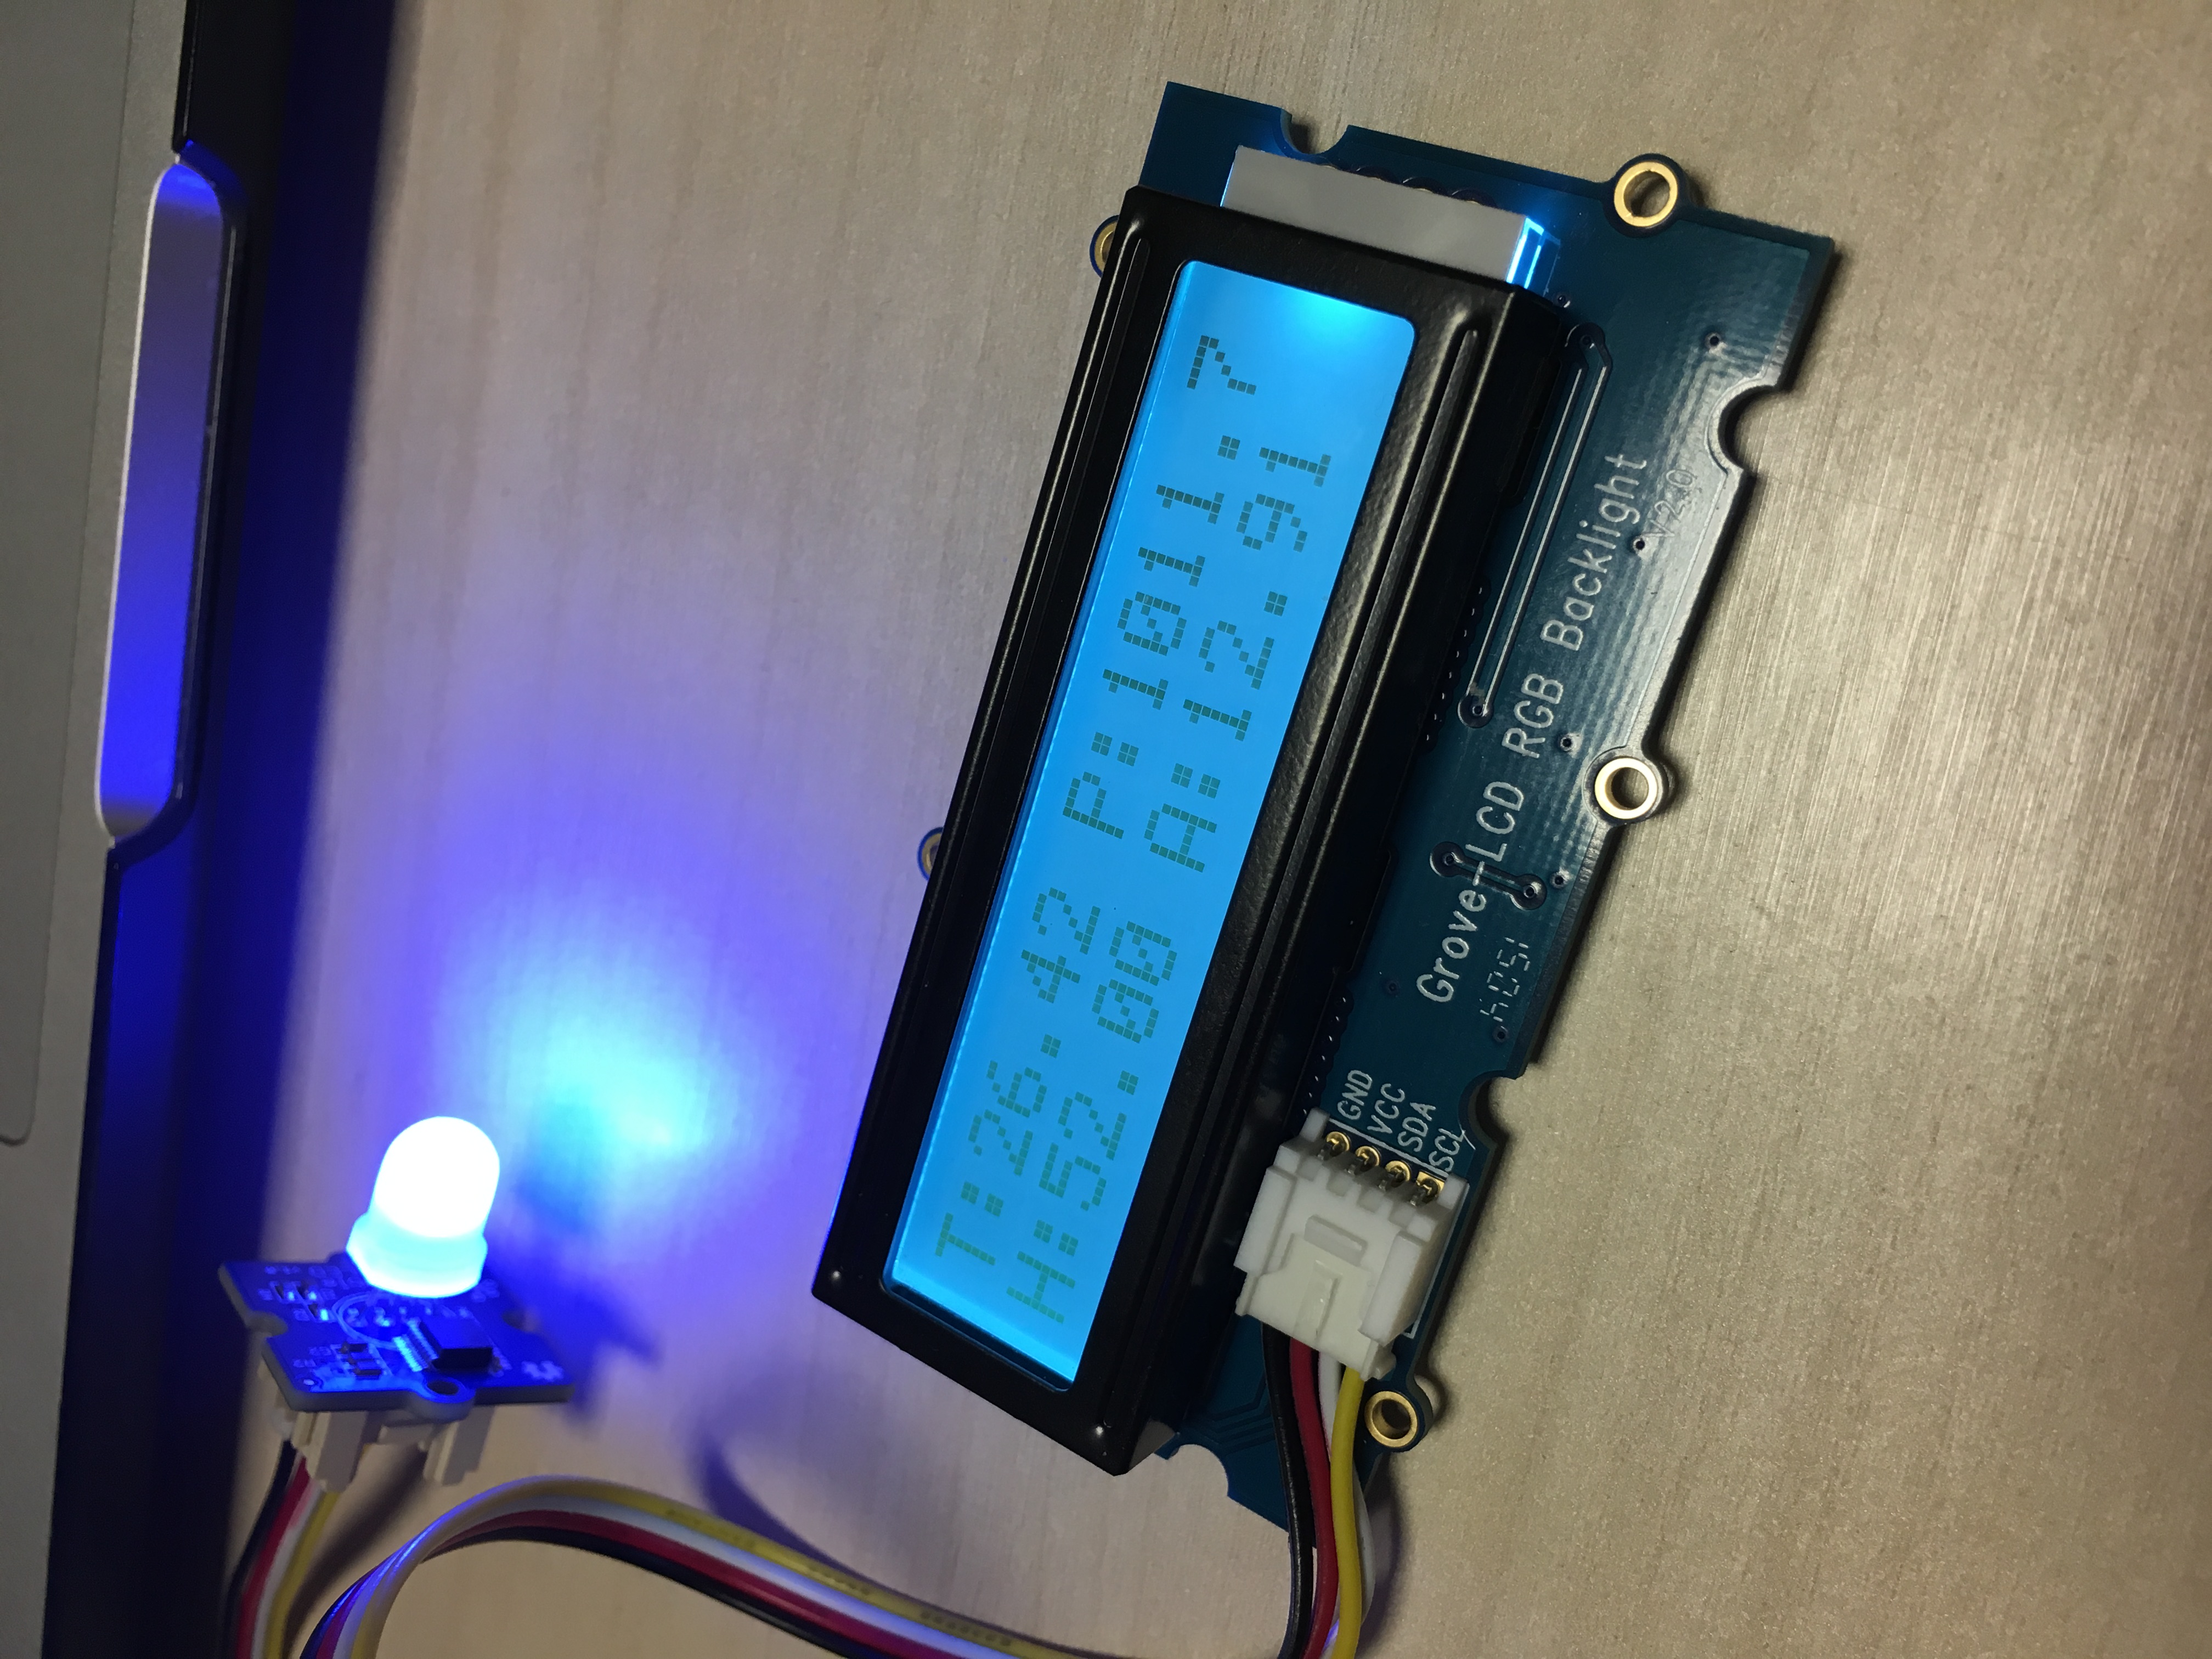 T:26.42 P:1011.7
H:52.00 A:12.91
GND
VCC
SDA
SCL
Grove-LCD RGB Backlight
V2.0